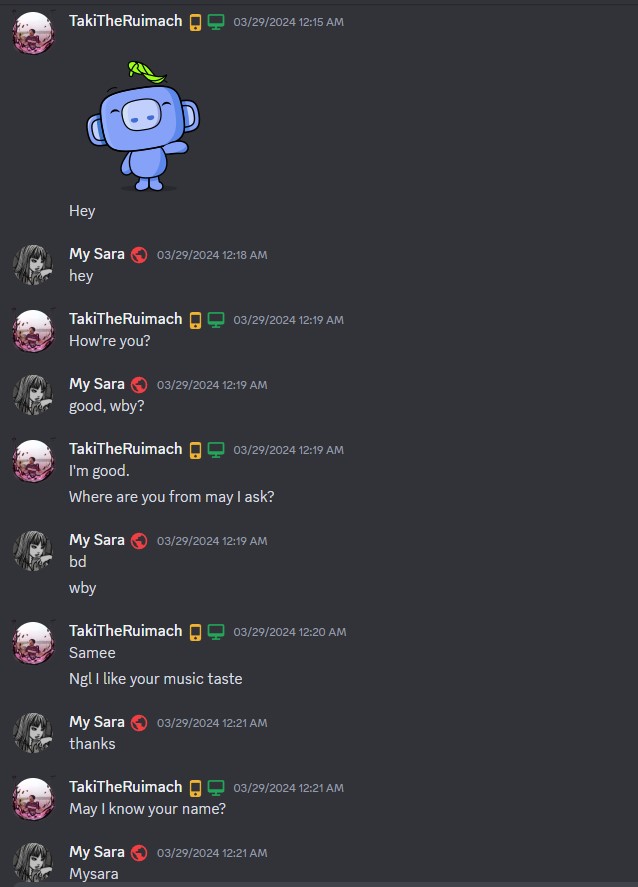 TakiTheRuimach 03/29/2024 12:15 AM
Hey
My Sara 03/29/2024 12:18 AM
hey
TakiTheRuimach 03/29/2024 12:19 AM
How're you?
My Sara 03/29/2024 12:19 AM
good, wby?
TakiTheRuimach 03/29/2024 12:19 AM
I'm good.
Where are you from may I ask?
My Sara 03/29/2024 12:19 AM
bd
wby
TakiTheRuimach 03/29/2024 12:20 AM
Samee
Ngl I like your music taste
My Sara 03/29/2024 12:21 AM
thanks
TakiTheRuimach 03/29/2024 12:21 AM
May I know your name?
My Sara 03/29/2024 12:21 AM
Mysara